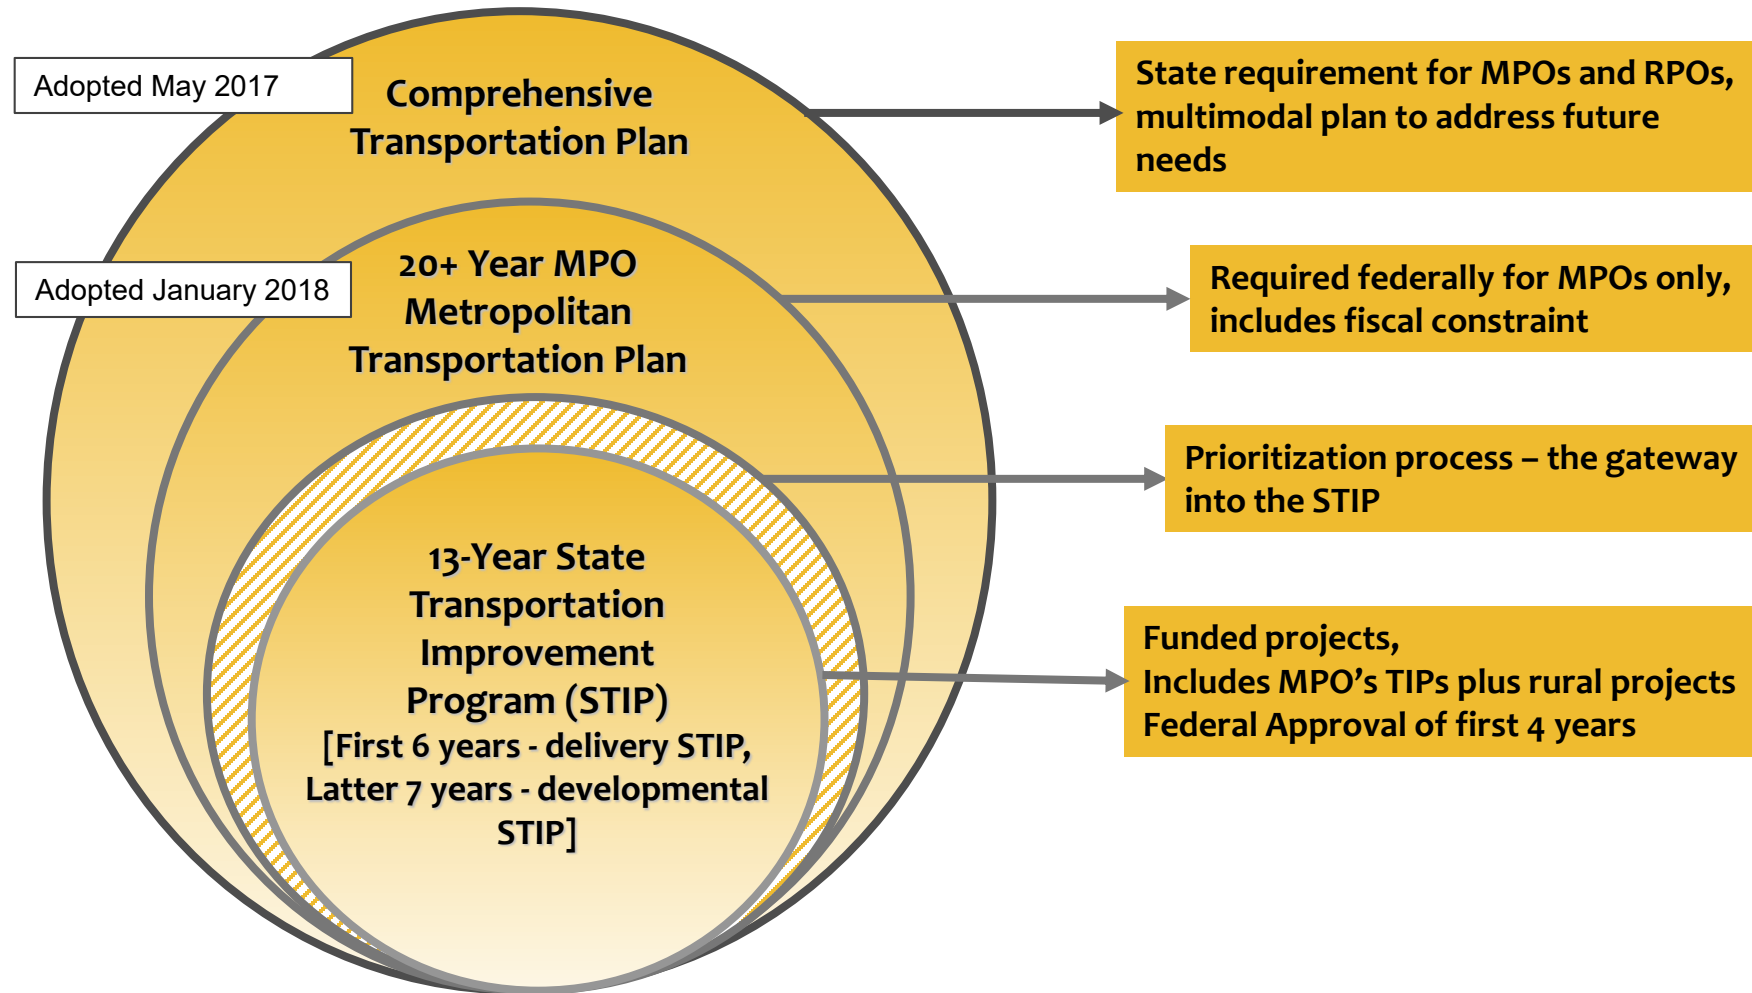 Adopted May 2017
Comprehensive
Transportation Plan
State requirement for MPOs and RPOs,
multimodal plan to address future
needs
Adopted January 2018
20+ Year MPO
Metropolitan
Transportation Plan
Required federally for MPOs only,
includes fiscal constraint
Prioritization process – the gateway
into the STIP
13-Year State
Transportation
Improvement
Program (STIP)
[First 6 years - delivery STIP,
Latter 7 years - developmental
STIP]
Funded projects,
Includes MPO’s TIPs plus rural projects
Federal Approval of first 4 years